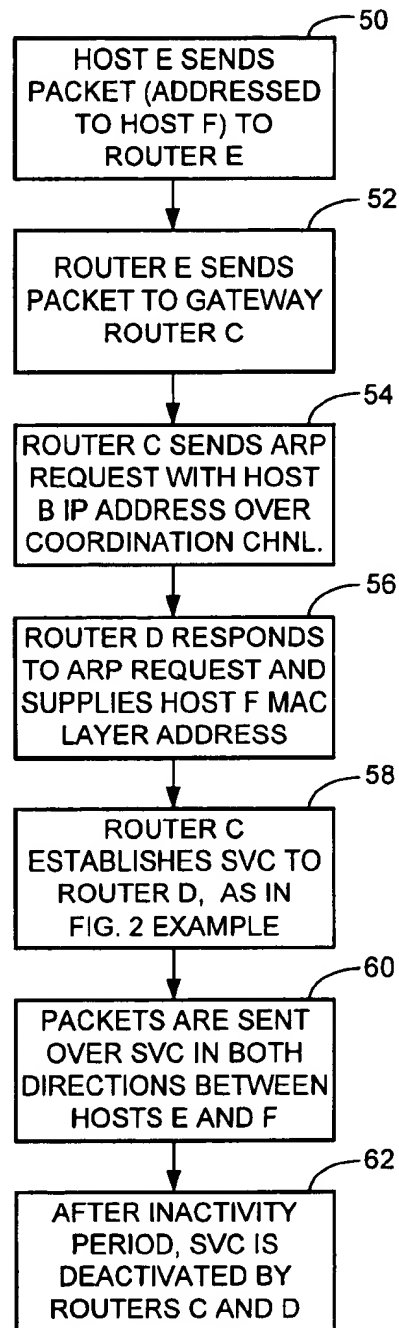 50
HOST E SENDS
PACKET (ADDRESSED
TO HOST F) TO
ROUTER E
52
ROUTER E SENDS
PACKET TO GATEWAY
ROUTER C
54
ROUTER C SENDS ARP
REQUEST WITH HOST
B IP ADDRESS OVER
COORDINATION CHNL.
56
ROUTER D RESPONDS
TO ARP REQUEST AND
SUPPLIES HOST F MAC
LAYER ADDRESS
58
ROUTER C
ESTABLISHES SVC TO
ROUTER D, AS IN
FIG. 2 EXAMPLE
60
PACKETS ARE SENT
OVER SVC IN BOTH
DIRECTIONS BETWEEN
HOSTS E AND F
62
AFTER INACTIVITY
PERIOD, SVC IS
DEACTIVATED BY
ROUTERS C AND D